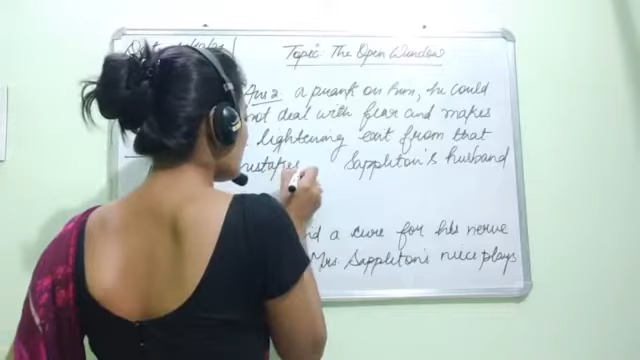 Topic: The Open Window
Ans 2. a prank on him, he could
not deal with fear and makes
lightening exit from that
Sappleton's husband
a cure for his nerve
Mrs. Sappleton's niece plays